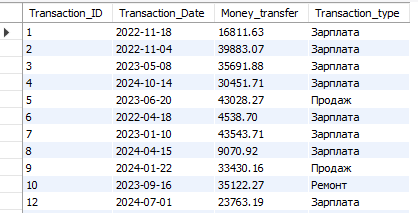 Transaction_ID Transaction_Date Money_transfer Transaction_type
1 2022-11-18 16811.63 Зарплата
2 2022-11-04 39883.07 Зарплата
3 2023-05-08 35691.88 Зарплата
4 2024-10-14 30451.71 Зарплата
5 2023-06-20 43028.27 Продаж
6 2022-04-18 4538.70 Зарплата
7 2023-01-10 43543.71 Зарплата
8 2024-04-15 9070.92 Зарплата
9 2024-01-22 33430.16 Продаж
10 2023-09-16 35122.27 Ремонт
12 2024-07-01 23763.19 Зарплата